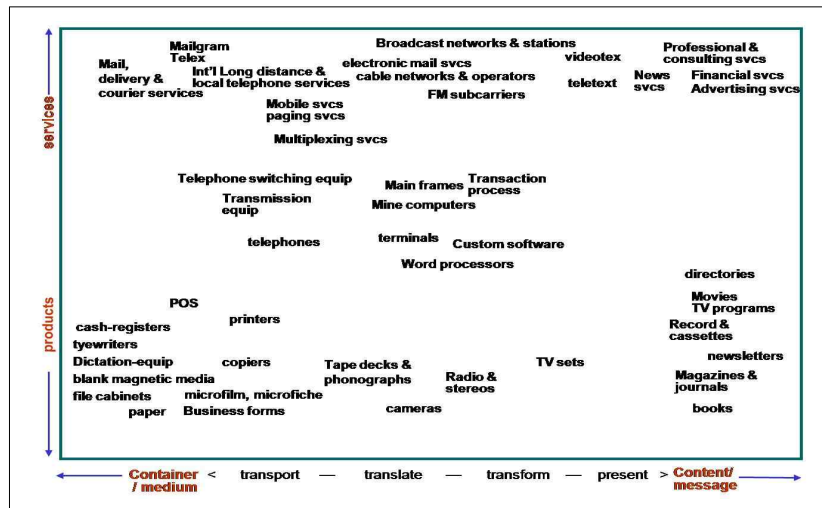 Broadcast networks & stations
Mailgram
Telex
Mail,
delivery &
courier services
Int'l Long distance &
local telephone services
electronic mail svcs
cable networks & operators
videotex
Professional &
consulting svcs
teletext
News
svcs
Financial svcs
Advertising svcs
FM subcarriers
Mobile svcs
paging svcs
Multiplexing svcs
services
Telephone switching equip
Transmission
equip
Main frames
Transaction
process
Mine computers
telephones
terminals
Custom software
Word processors
directories
products
POS
printers
cash-registers
tyewriters
Dictation-equip
copiers
blank magnetic media
file cabinets
microfilm, microfiche
paper
Business forms
Tape decks &
phonographs
Radio &
stereos
cameras
TV sets
Movies
TV programs
Record &
cassettes
newsletters
Magazines &
journals
books
Container
/ medium
< transport — translate — transform — present >
Content/
message